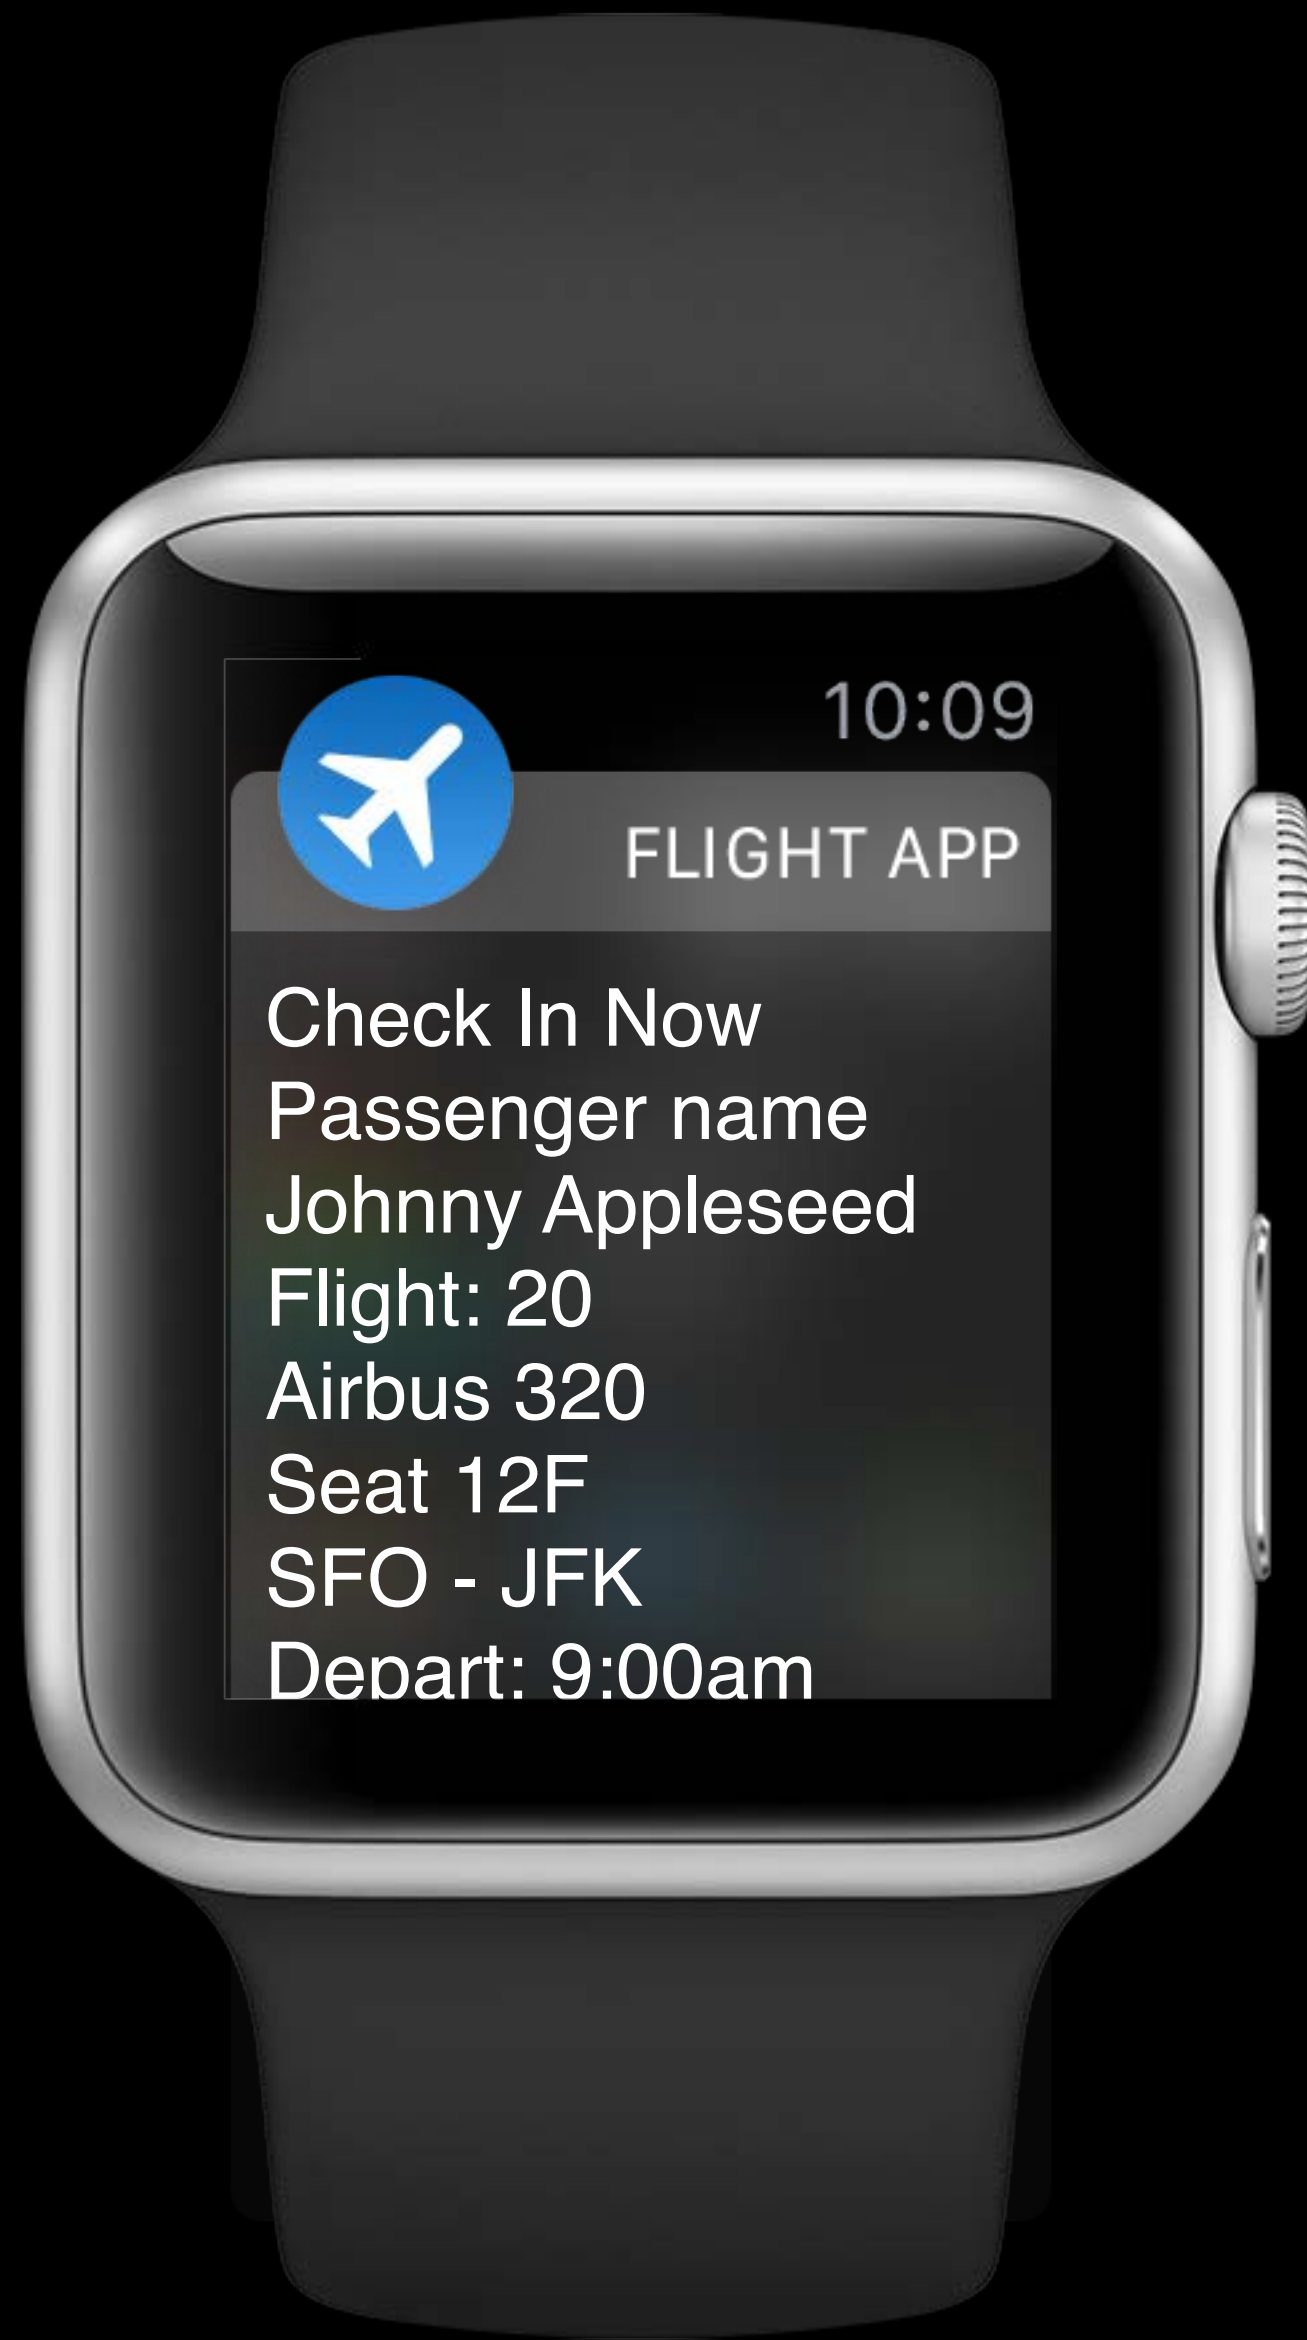 10:09
FLIGHT APP
Check In Now
Passenger name
Johnny Appleseed
Flight: 20
Airbus 320
Seat 12F
SFO - JFK
Depart: 9:00am